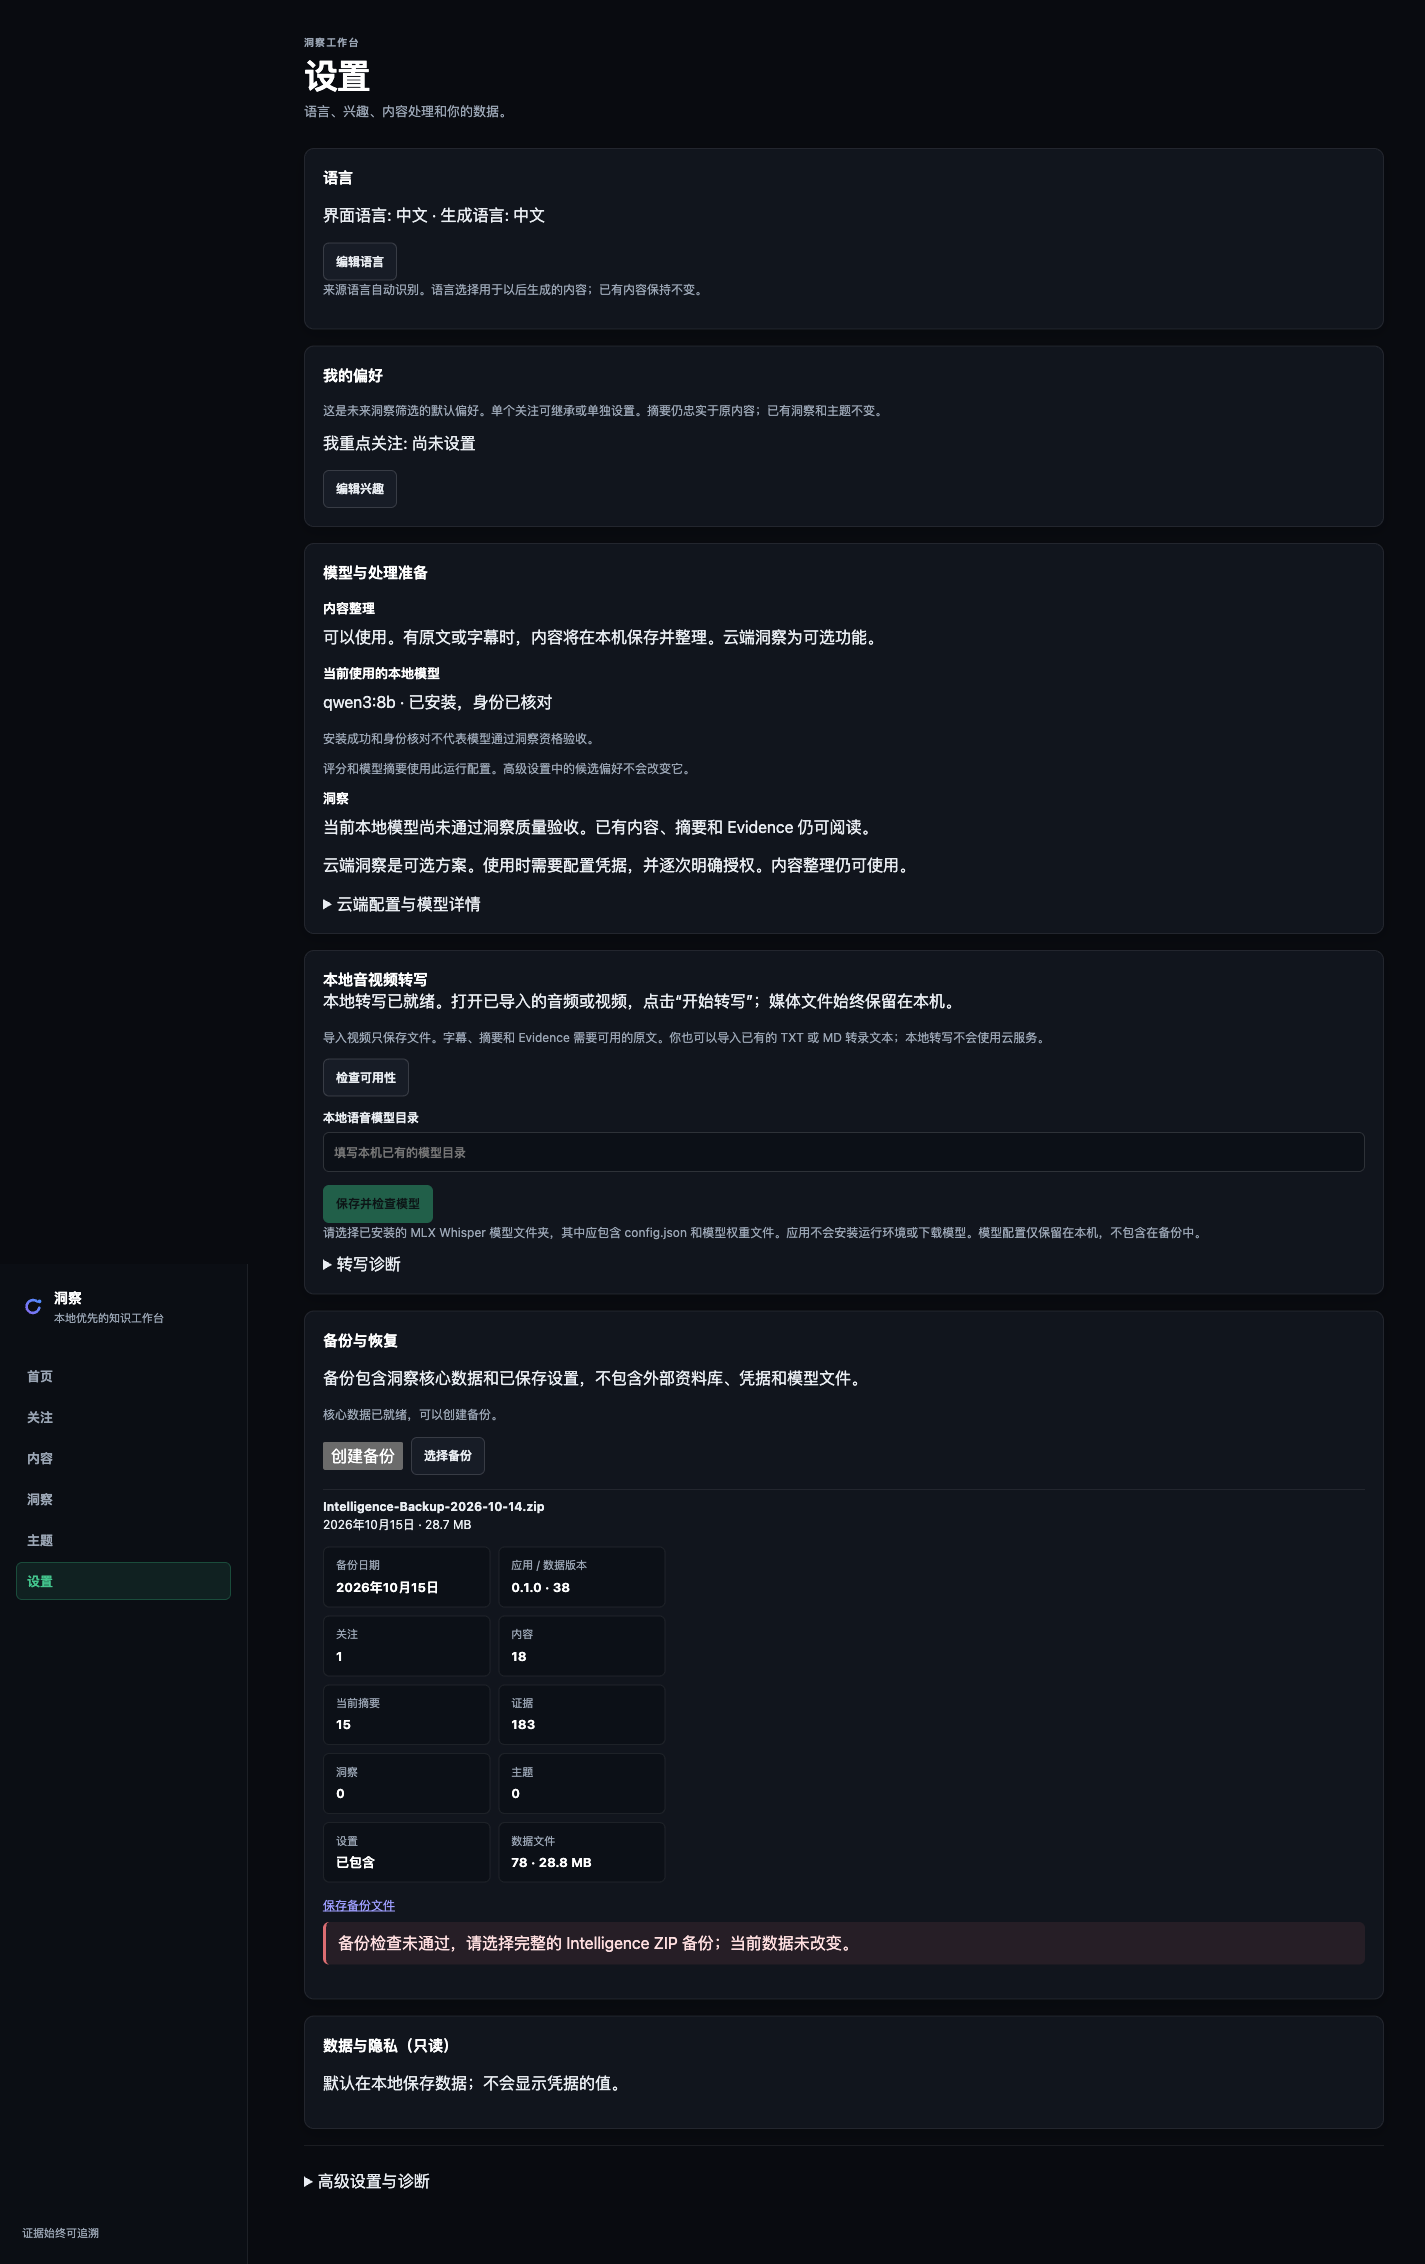 洞察工作台
设置
语言、兴趣、内容处理和你的数据。
语言
界面语言: 中文 · 生成语言: 中文
编辑语言
来源语言自动识别。语言选择用于以后生成的内容；已有内容保持不变。
我的偏好
这是未来洞察筛选的默认偏好。单个关注可继承或单独设置。摘要仍忠实于原内容；已有洞察和主题不变。
我重点关注: 尚未设置
编辑兴趣
模型与处理准备
内容整理
可以使用。有原文或字幕时，内容将在本机保存并整理。云端洞察为可选功能。
当前使用的本地模型
qwen3:8b · 已安装，身份已核对
安装成功和身份核对不代表模型通过洞察资格验收。
评分和模型摘要使用此运行配置。高级设置中的候选偏好不会改变它。
洞察
当前本地模型尚未通过洞察质量验收。已有内容、摘要和 Evidence 仍可阅读。
云端洞察是可选方案。使用时需要配置凭据，并逐次明确授权。内容整理仍可使用。
▶ 云端配置与模型详情
本地音视频转写
本地转写已就绪。打开已导入的音频或视频，点击“开始转写”；媒体文件始终保留在本机。
导入视频只保存文件。字幕、摘要和 Evidence 需要可用的原文。你也可以导入已有的 TXT 或 MD 转录文本；本地转写不会使用云服务。
检查可用性
本地语音模型目录
填写本机已有的模型目录
保存并检查模型
请选择已安装的 MLX Whisper 模型文件夹，其中应包含 config.json 和模型权重文件。应用不会安装运行环境或下载模型。模型配置仅保留在本机，不包含在备份中。
▶ 转写诊断
洞察
本地优先的知识工作台
首页
关注
内容
洞察
主题
设置
备份与恢复
备份包含洞察核心数据和已保存设置，不包含外部资料库、凭据和模型文件。
核心数据已就绪，可以创建备份。
创建备份 选择备份
Intelligence-Backup-2026-10-14.zip
2026年10月15日 · 28.7 MB
备份日期 应用 / 数据版本
2026年10月15日 0.1.0 · 38
关注 内容
1 18
当前摘要 证据
15 183
洞察 主题
0 0
设置 数据文件
已包含 78 · 28.8 MB
保存备份文件
备份检查未通过，请选择完整的 Intelligence ZIP 备份；当前数据未改变。
数据与隐私（只读）
默认在本地保存数据；不会显示凭据的值。
▶ 高级设置与诊断
证据始终可追溯